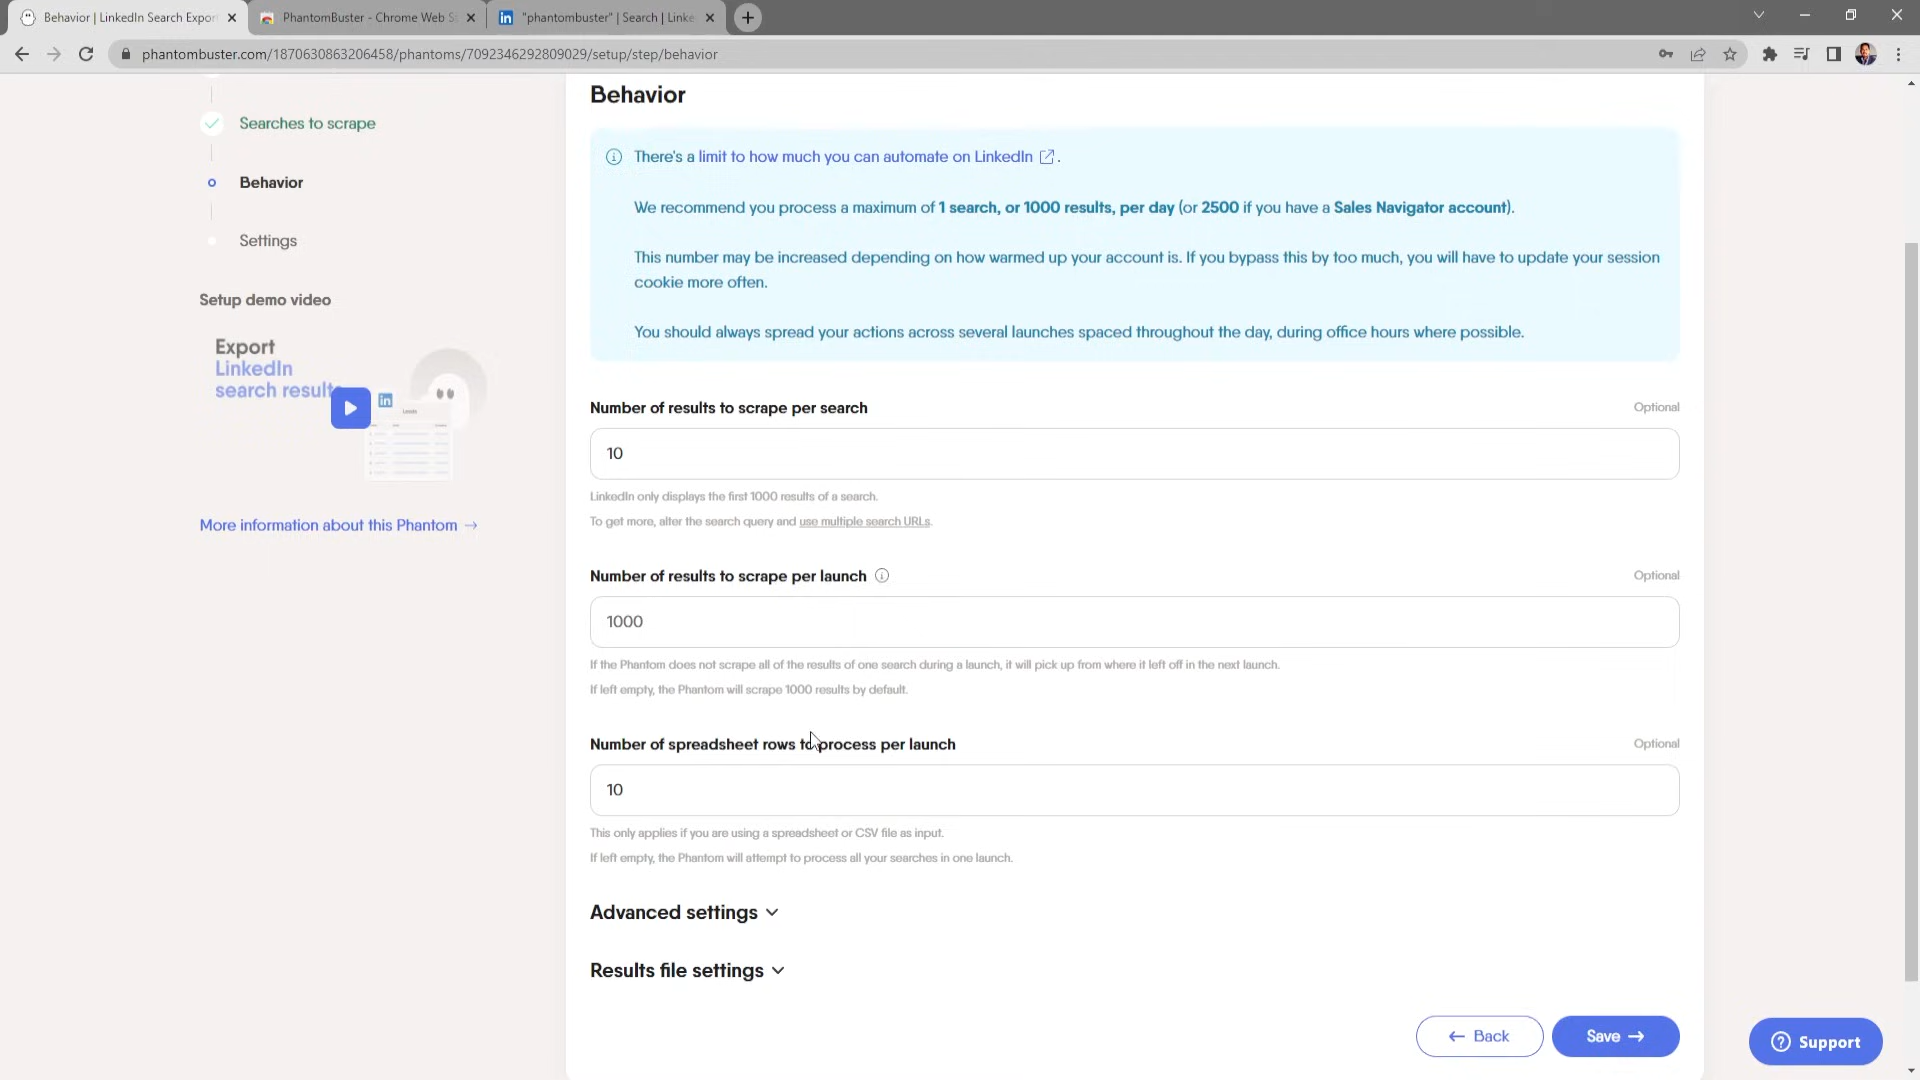 Behavior | LinkedIn Search Expor
PhantomBuster - Chrome Web S
"phantombuster" | Search | Linke
phantombuster.com/1870630863206458/phantoms/7092346292809029/setup/step/behavior
Searches to scrape
Behavior
Settings
Setup demo video
Export
LinkedIn
search results
in
Leads
More information about this Phantom →
Behavior
There's a limit to how much you can automate on LinkedIn .
We recommend you process a maximum of 1 search, or 1000 results, per day (or 2500 if you have a Sales Navigator account).
This number may be increased depending on how warmed up your account is. If you bypass this by too much, you will have to update your session
cookie more often.
You should always spread your actions across several launches spaced throughout the day, during office hours where possible.
Number of results to scrape per search
Optional
10
LinkedIn only displays the first 1000 results of a search.
To get more, alter the search query and use multiple search URLs.
Number of results to scrape per launch
Optional
1000
If the Phantom does not scrape all of the results of one search during a launch, it will pick up from where it left off in the next launch.
If left empty, the Phantom will scrape 1000 results by default.
Number of spreadsheet rows to process per launch
Optional
10
This only applies if you are using a spreadsheet or CSV file as input.
If left empty, the Phantom will attempt to process all your searches in one launch.
Advanced settings
Results file settings
← Back
Save →
Support